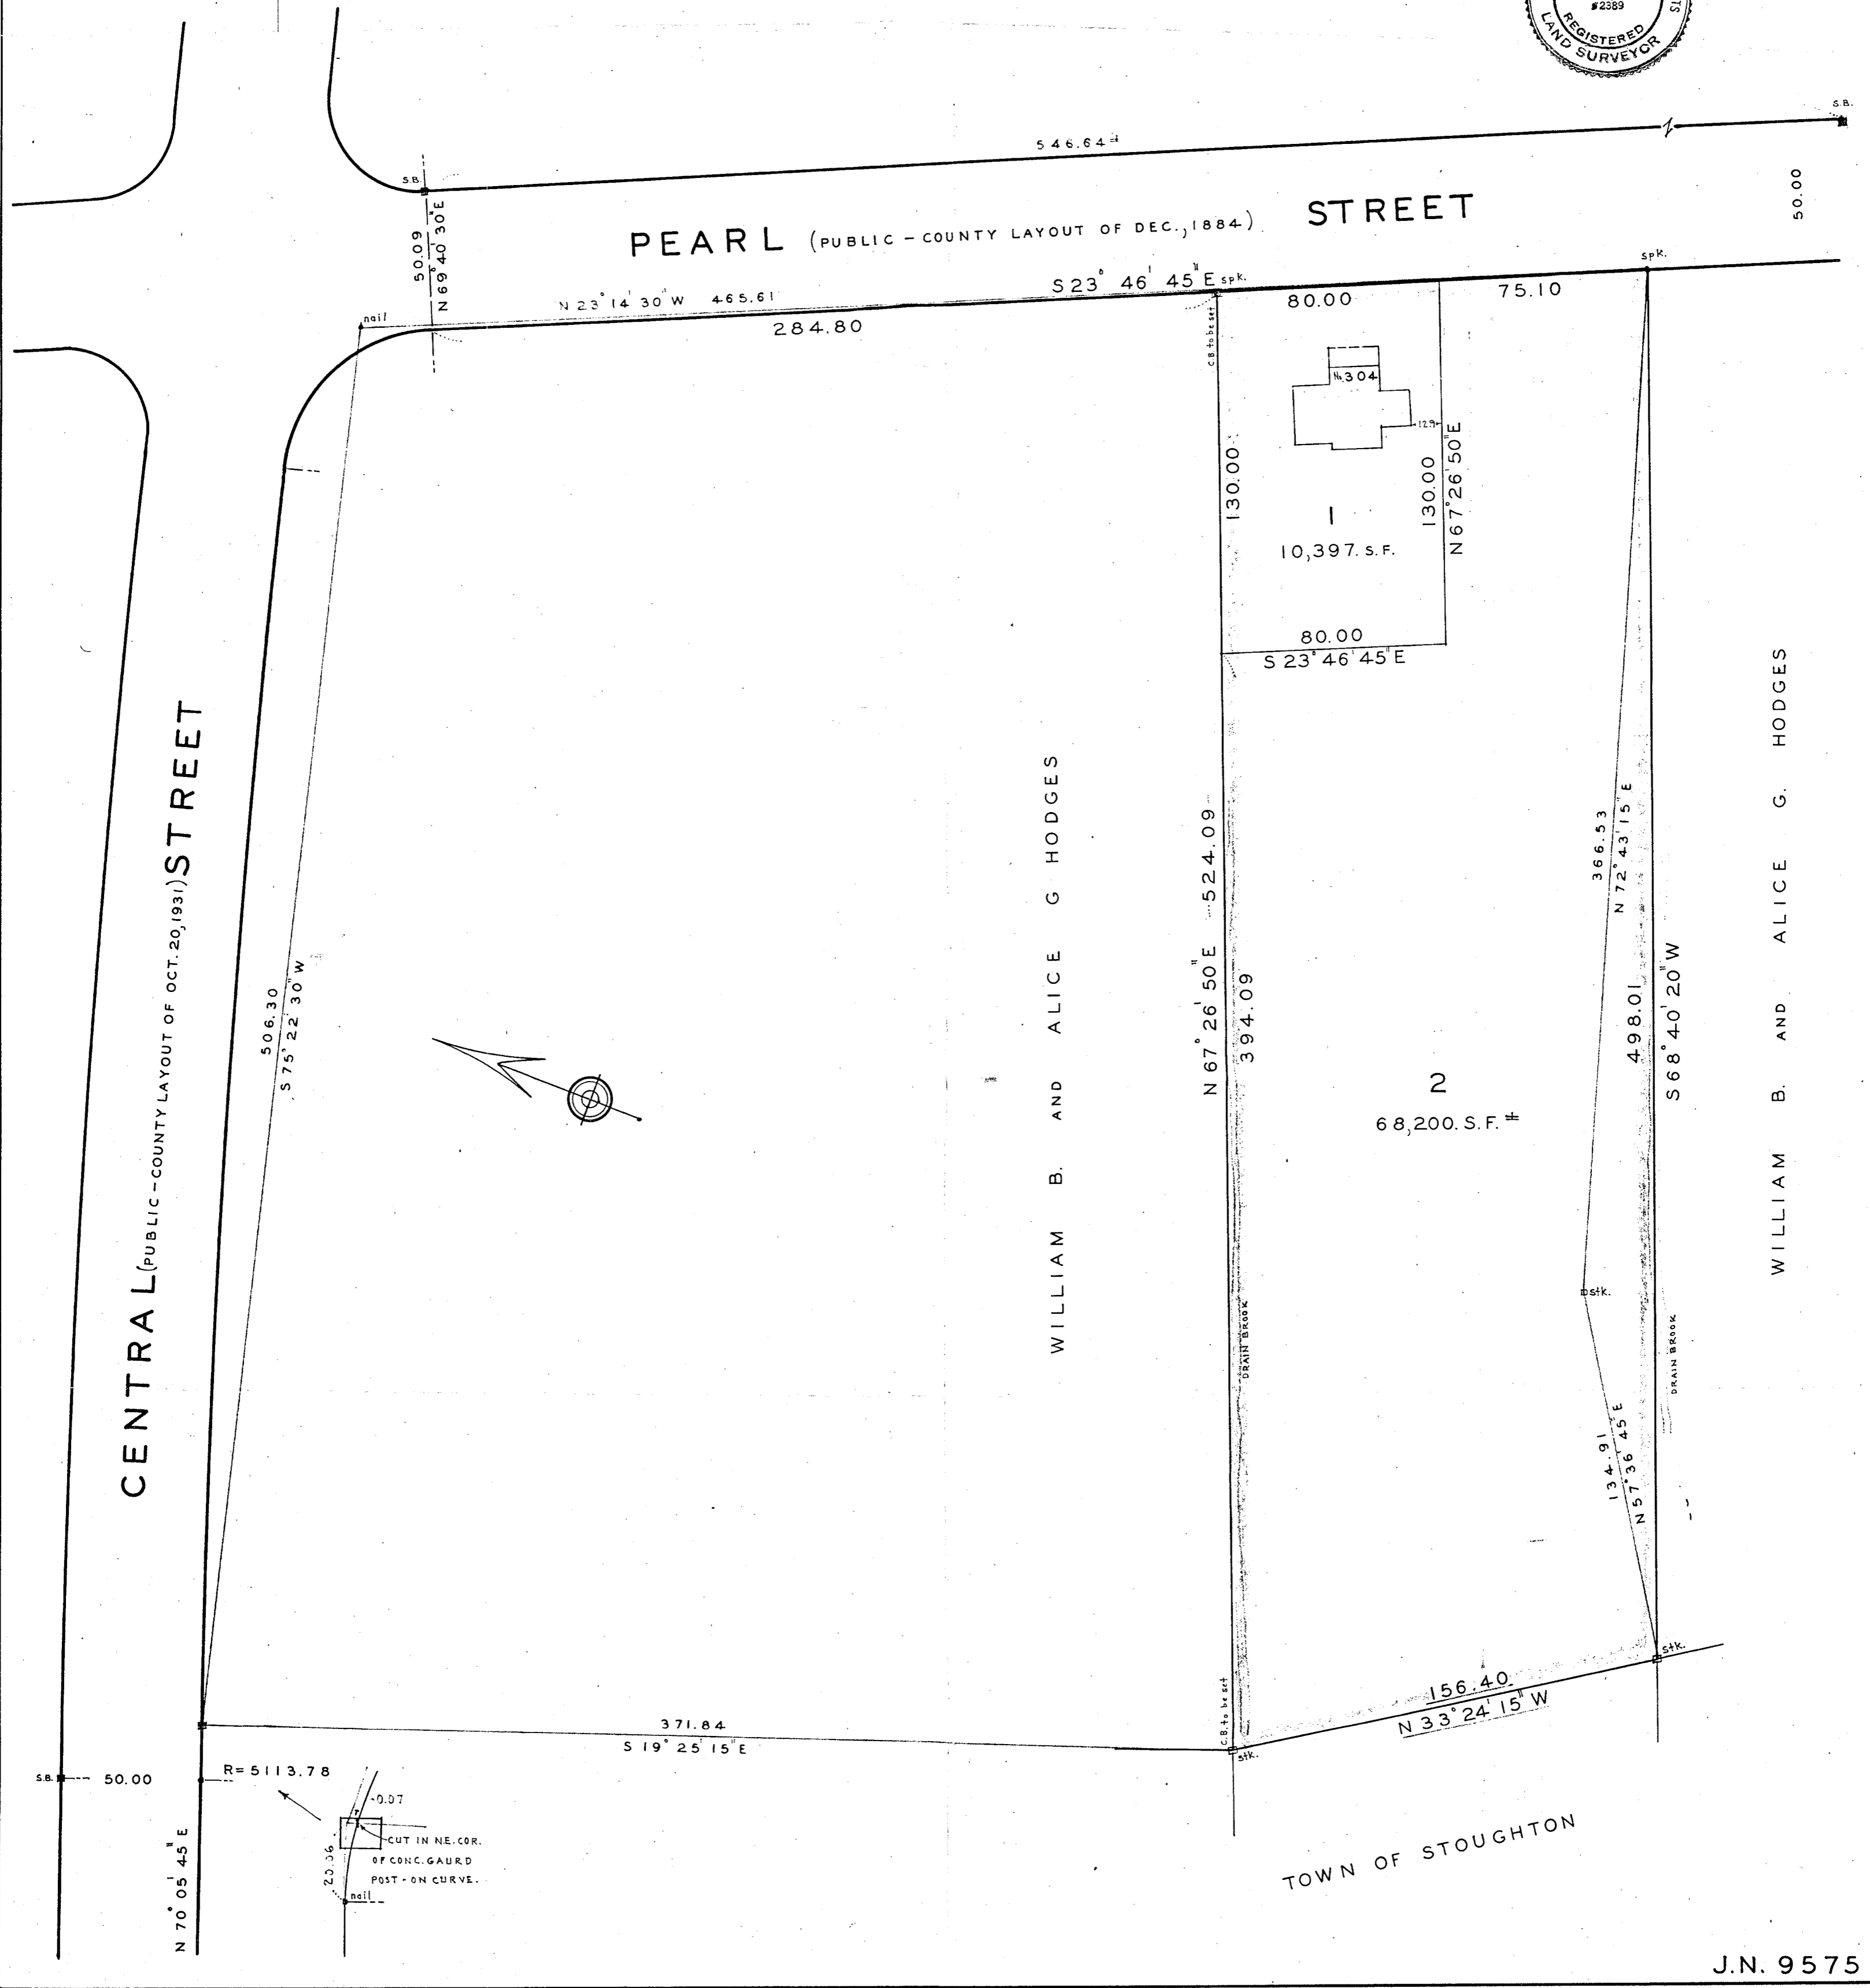 #2389
REGISTERED
LAND SURVEYOR
S.B.
546.64±
S.B.
50.09
N 69° 40' 30" E
PEARL (PUBLIC - COUNTY LAYOUT OF DEC., 1884) STREET
50.00
spk.
nail
N 23° 14' 30" W 465.61
284.80
S 23° 46' 45" E spk.
80.00
75.10
C.B. to be set
No. 304
12.9
130.00
130.00
N 67° 26' 50" E
1
10,397. S.F.
80.00
S 23° 46' 45" E
CENTRAL (PUBLIC - COUNTY LAYOUT OF OCT. 20, 1931) STREET
506.30
S 75° 22' 30" W
WILLIAM B. AND ALICE G HODGES
N 67° 26' 50" E 524.09
394.09
DRAIN BROOK
2
68,200. S.F. ±
366.53
N 72° 43' 15" E
498.01
S 68° 40' 20" W
WILLIAM B. AND ALICE G. HODGES
stk.
DRAIN BROOK
134.91
N 57° 36' 45" E
stk.
156.40
N 33° 24' 15" W
C.B. to be set
stk.
371.84
S 19° 25' 15" E
S.B.
50.00
R= 5113.78
N 70° 05' 45" E
0.07
20.06
CUT IN N.E. COR.
OF CONC. GAURD
POST - ON CURVE.
nail
TOWN OF STOUGHTON
J.N. 9575